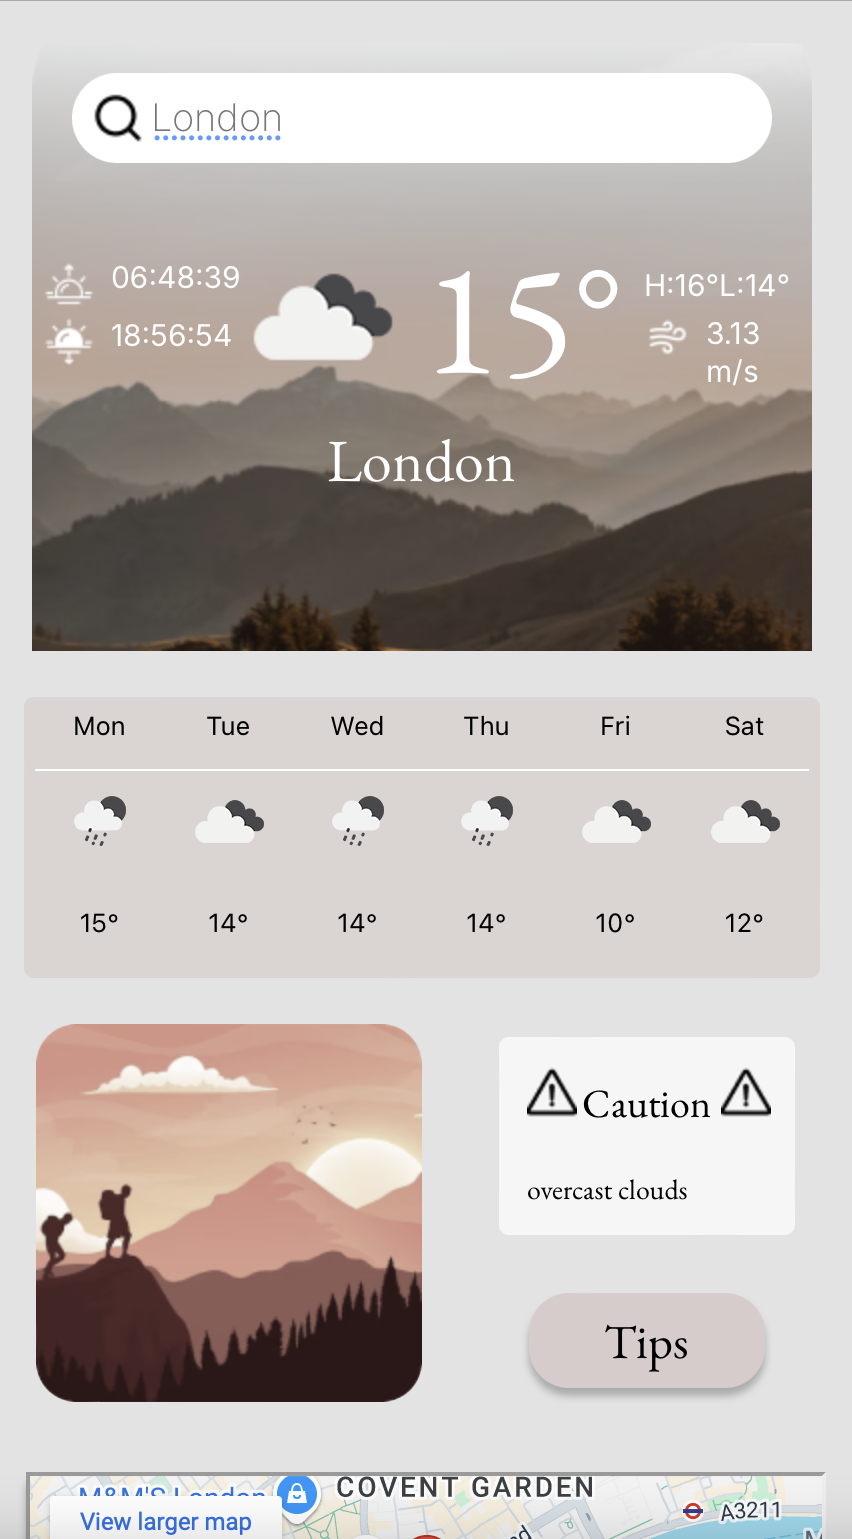 London
06:48:39
18:56:54
15°
H:16°L:14°
3.13
m/s
London
Mon Tue Wed Thu Fri Sat
15° 14° 14° 14° 10° 12°
Caution
overcast clouds
Tips
M&M'S London
COVENT GARDEN
View larger map
A3211